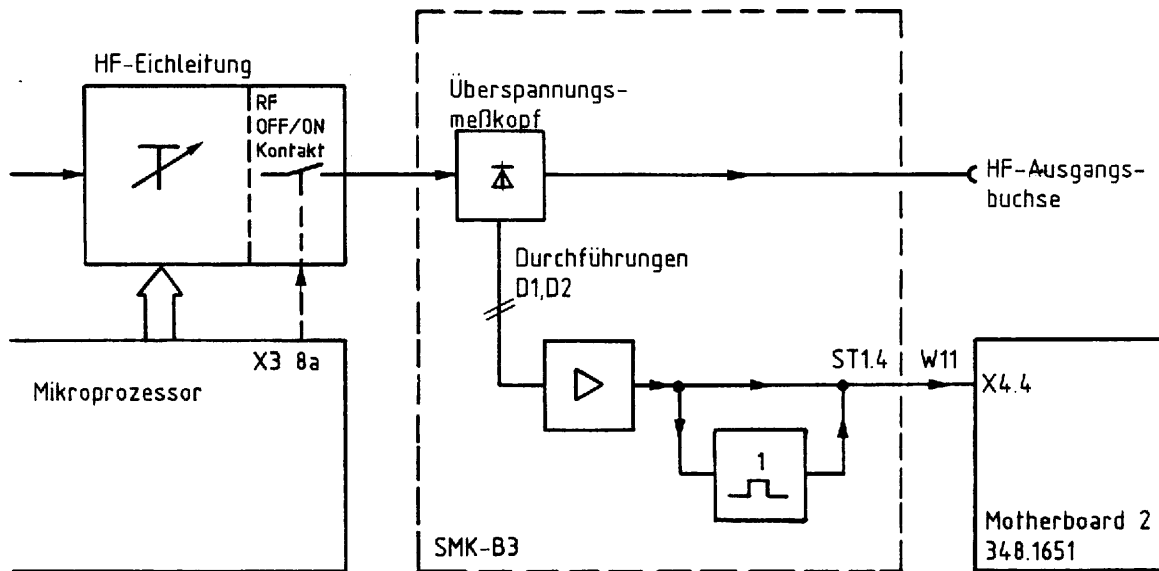 HF-Eichleitung
RF
OFF/ON
Kontakt
Überspannungs-
meßkopf
HF-Ausgangs-
buchse
Durchführungen
D1,D2
X3 8a
Mikroprozessor
ST1.4
W11
X4.4
1
SMK-B3
Motherboard 2
348.1651